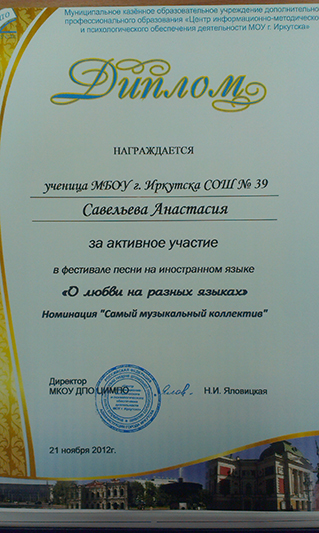 Муниципальное казённое образовательное учреждение дополнительного
профессионального образования «Центр информационно-методического
и психологического обеспечения деятельности МОУ г. Иркутска»
Диплом
НАГРАЖДАЕТСЯ
ученица МБОУ г. Иркутска СОШ № 39
Савельева Анастасия
за активное участие
в фестивале песни на иностранном языке
«О любви на разных языках»
Номинация "Самый музыкальный коллектив"
Директор
МКОУ ДПО ЦИМПО
Н.И. Яловицкая
21 ноября 2012г.